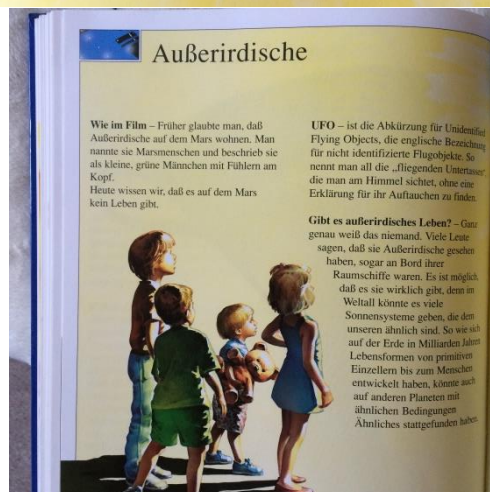 Außerirdische
Wie im Film – Früher glaubte man, daß
Außerirdische auf dem Mars wohnen. Man
nannte sie Marsmenschen und beschrieb sie
als kleine, grüne Männchen mit Fühlern am
Kopf.
Heute wissen wir, daß es auf dem Mars
kein Leben gibt.
UFO – ist die Abkürzung für Unidentified
Flying Objects, die englische Bezeichnung
für nicht identifizierte Flugobjekte. So
nennt man all die „fliegenden Untertassen“,
die man am Himmel sichtet, ohne eine
Erklärung für ihr Auftauchen zu finden.
Gibt es außerirdisches Leben? – Ganz
genau weiß das niemand. Viele Leute
sagen, daß sie Außerirdische gesehen
haben, sogar an Bord ihrer
Raumschiffe waren. Es ist möglich,
daß es sie wirklich gibt, denn im
Weltall könnte es viele
Sonnensysteme geben, die dem
unseren ähnlich sind. So wie sich
auf der Erde in Milliarden Jahren
Lebensformen von primitiven
Einzellern bis zum Menschen
entwickelt haben, könnte auch
auf anderen Planeten mit
ähnlichen Bedingungen
Ähnliches stattgefunden haben.